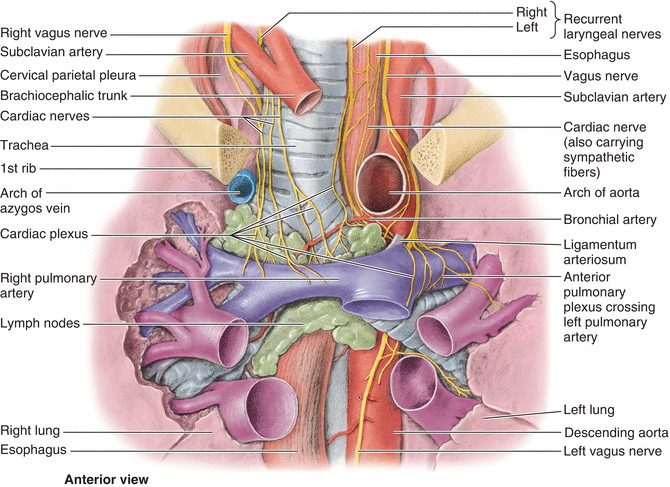 Right vagus nerve
Subclavian artery
Cervical parietal pleura
Brachiocephalic trunk
Cardiac nerves
Trachea
1st rib
Arch of
azygos vein
Cardiac plexus
Right pulmonary
artery
Lymph nodes
Right lung
Esophagus
Right
Left
Recurrent
laryngeal nerves
Esophagus
Vagus nerve
Subclavian artery
Cardiac nerve
(also carrying
sympathetic
fibers)
Arch of aorta
Bronchial artery
Ligamentum
arteriosum
Anterior
pulmonary
plexus crossing
left pulmonary
artery
Left lung
Descending aorta
Left vagus nerve
Anterior view